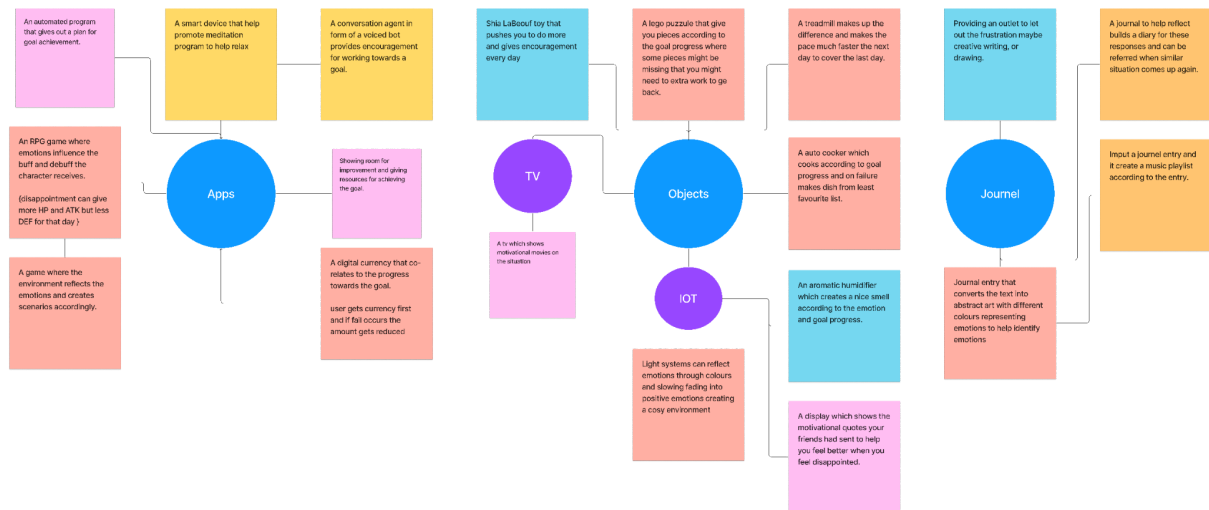 An automated program
that gives out a plan for
goal achievement.
A smart device that help
promote meditation
program to help relax
A conversation agent in
form of a voiced bot
provides encouragement
for working towards a
goal.
An RPG game where
emotions influence the
buff and debuff the
character receives.
{disappointment can give
more HP and ATK but less
DEF for that day }
Apps
Showing room for
improvement and giving
resources for achieving
the goal.
A game where the
environment reflects the
emotions and creates
scenarios accordingly.
A digital currency that co-
relates to the progress
towards the goal.
user gets currency first
and if fail occurs the
amount gets reduced
Shia LaBeouf toy that
pushes you to do more
and gives encouragement
every day
A lego puzzule that give
you pieces according to
the goal progress where
some pieces might be
missing that you might
need to extra work to go
back.
A treadmill makes up the
difference and makes the
pace much faster the next
day to cover the last day.
TV
Objects
A auto cooker which
cooks according to goal
progress and on failure
makes dish from least
favourite list.
A tv which shows
motivational movies on
the situation
IOT
An aromatic humidifier
which creates a nice smell
according to the emotion
and goal progress.
Light systems can reflect
emotions through colours
and slowing fading into
positive emotions creating
a cosy environment
A display which shows the
motivational quotes your
friends had sent to help
you feel better when you
feel disappointed.
Providing an outlet to let
out the frustration maybe
creative writing, or
drawing.
A journal to help reflect
builds a diary for these
responses and can be
referred when similar
situation comes up again.
Journel
Imput a journel entry and
it create a music playlist
according to the entry.
Journal entry that
converts the text into
abstract art with different
colours representing
emotions to help identify
emotions